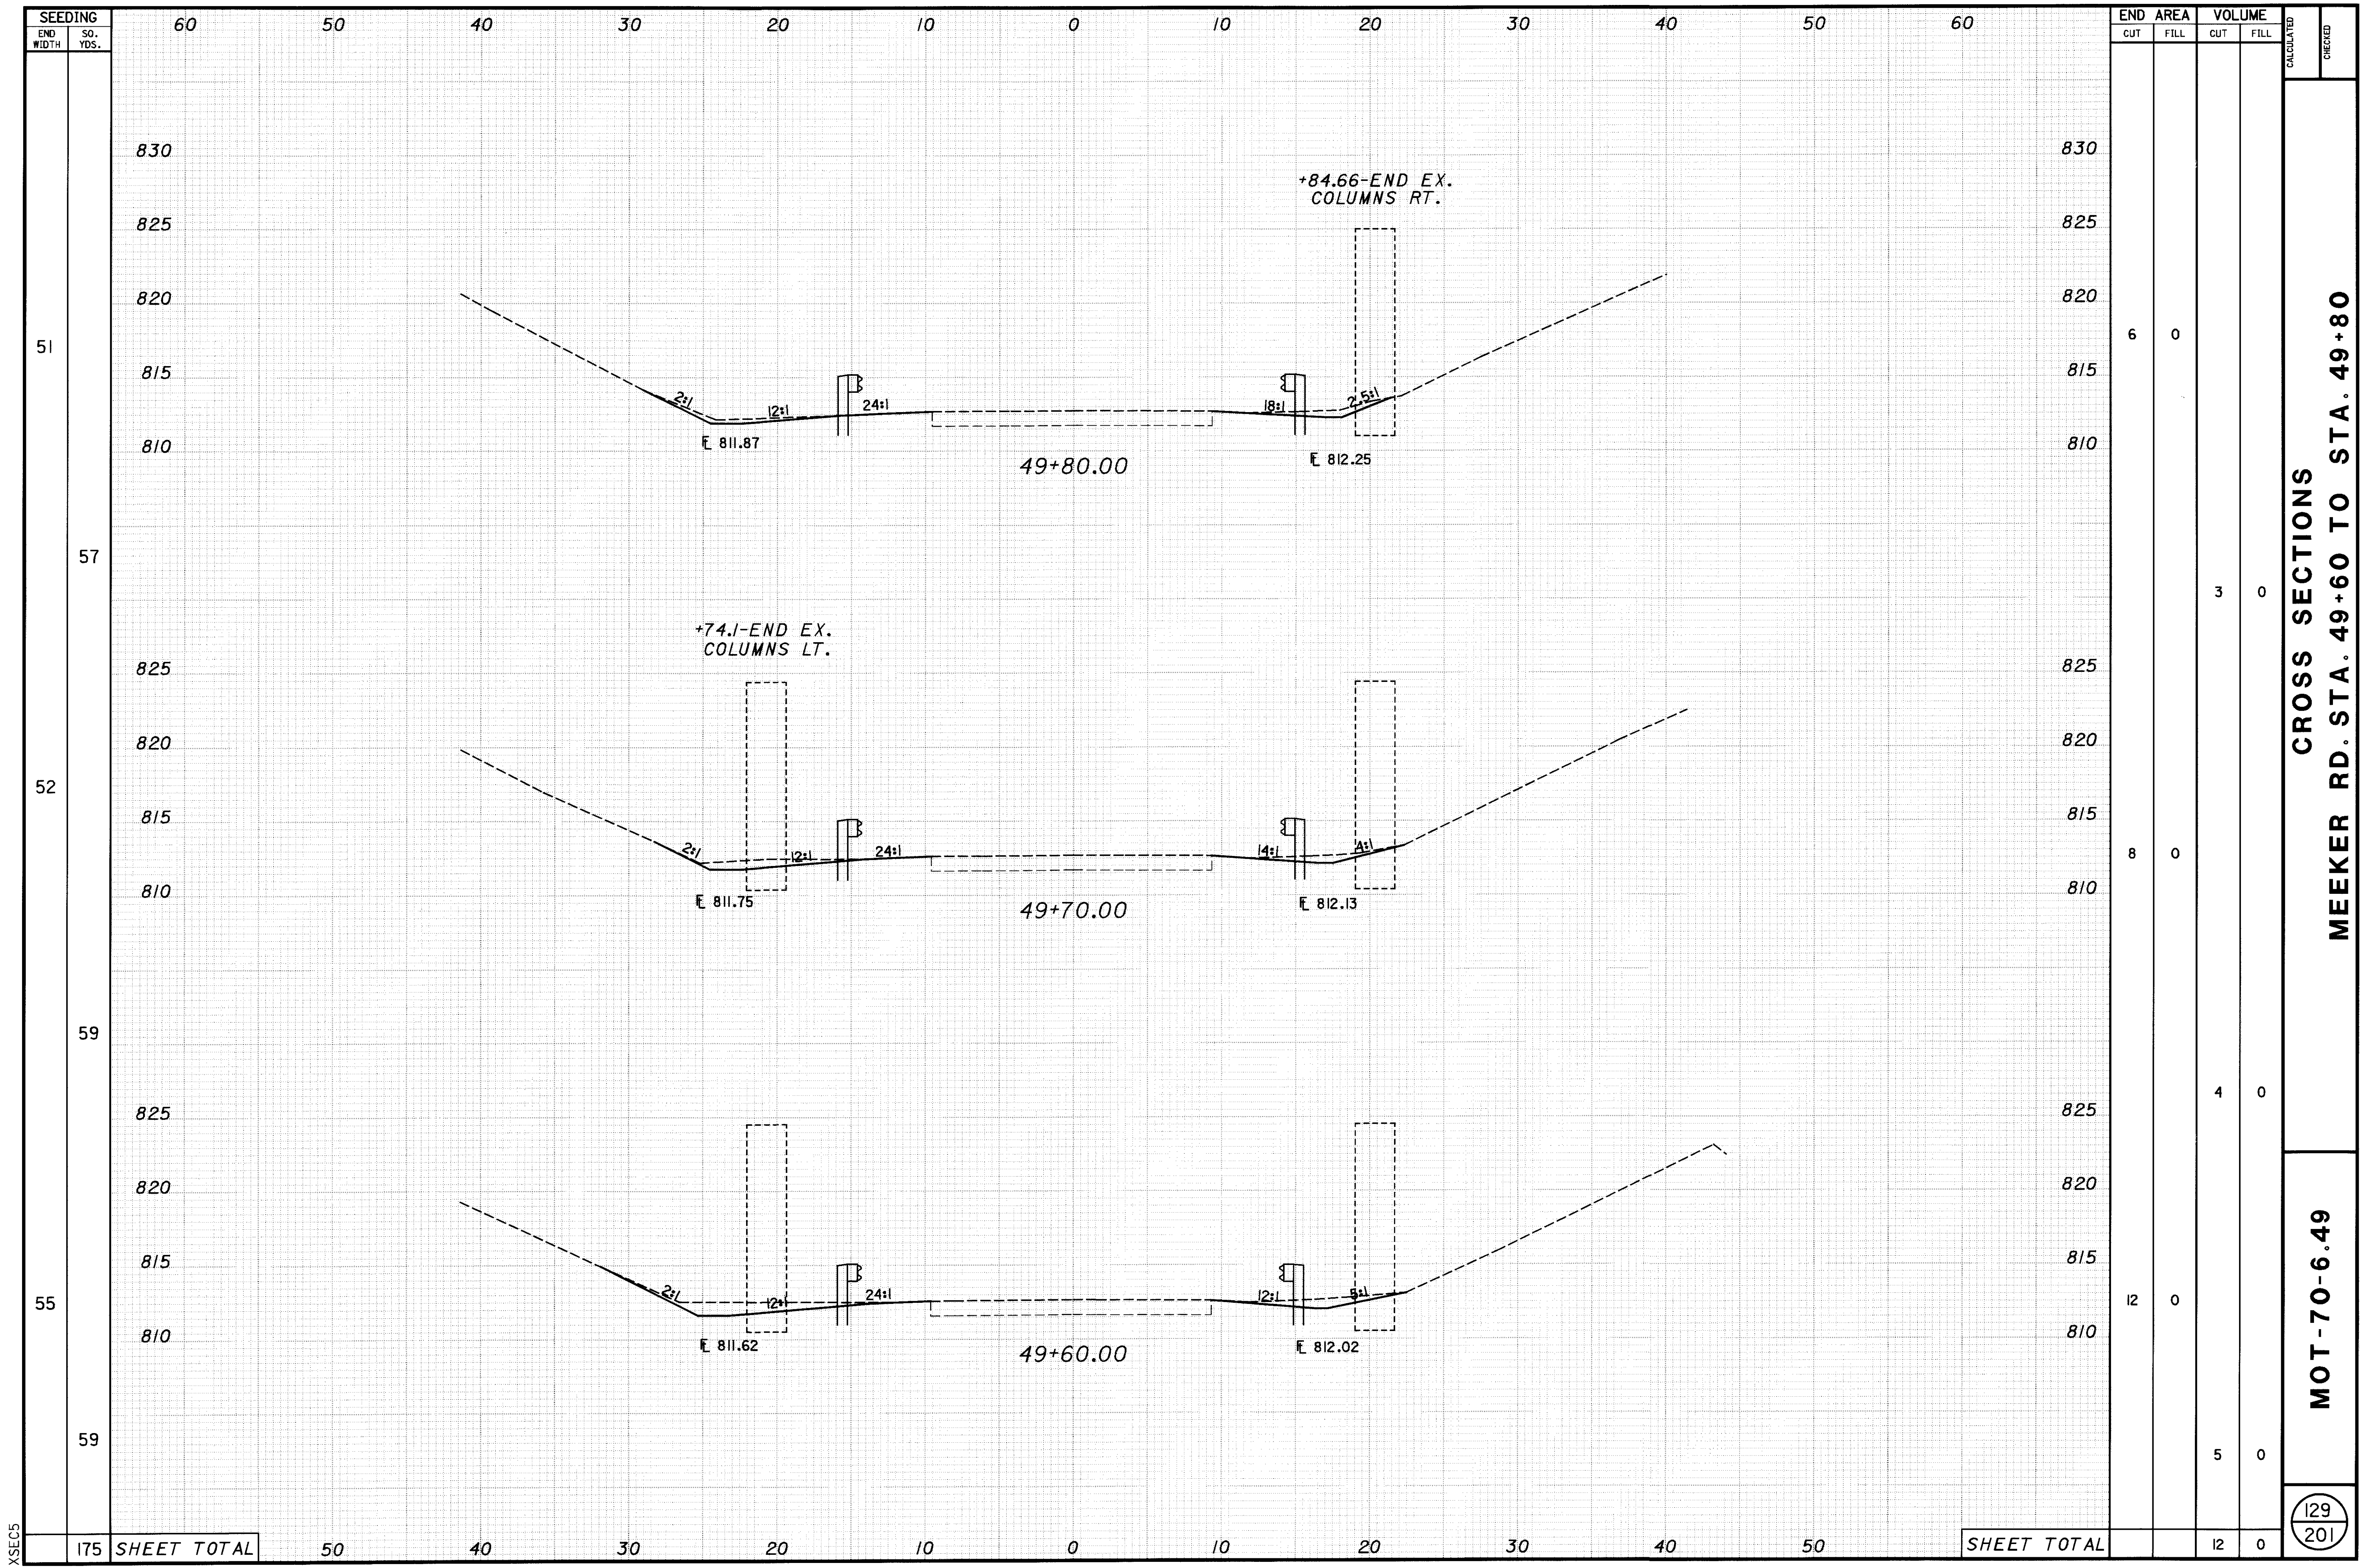 SEEDING
END WIDTH
SQ. YDS.
60 50 40 30 20 10 0 10 20 30 40 50 60
END AREA
VOLUME
CUT FILL CUT FILL
CALCULATED
CHECKED
830 830
+84.66-END EX.
COLUMNS RT.
825 825
820 820
51
6 0
815 815
2:1 12:1 24:1 18:1 2.5:1
810 810
FL 811.87
FL 812.25
49+80.00
57
3 0
+74.1-END EX.
COLUMNS LT.
825 825
820 820
52
815 815
2:1 12:1 24:1 14:1 4:1
8 0
810 810
FL 811.75
FL 812.13
49+70.00
59
4 0
825 825
820 820
815 815
2:1 12:1 24:1 12:1 5:1
55
12 0
810 810
FL 811.62
FL 812.02
49+60.00
59
5 0
175 SHEET TOTAL
50 40 30 20 10 0 10 20 30 40 50
SHEET TOTAL
12 0
XSEC5
CROSS SECTIONS
MEEKER RD. STA. 49+60 TO STA. 49+80
MOT-70-6.49
129
201